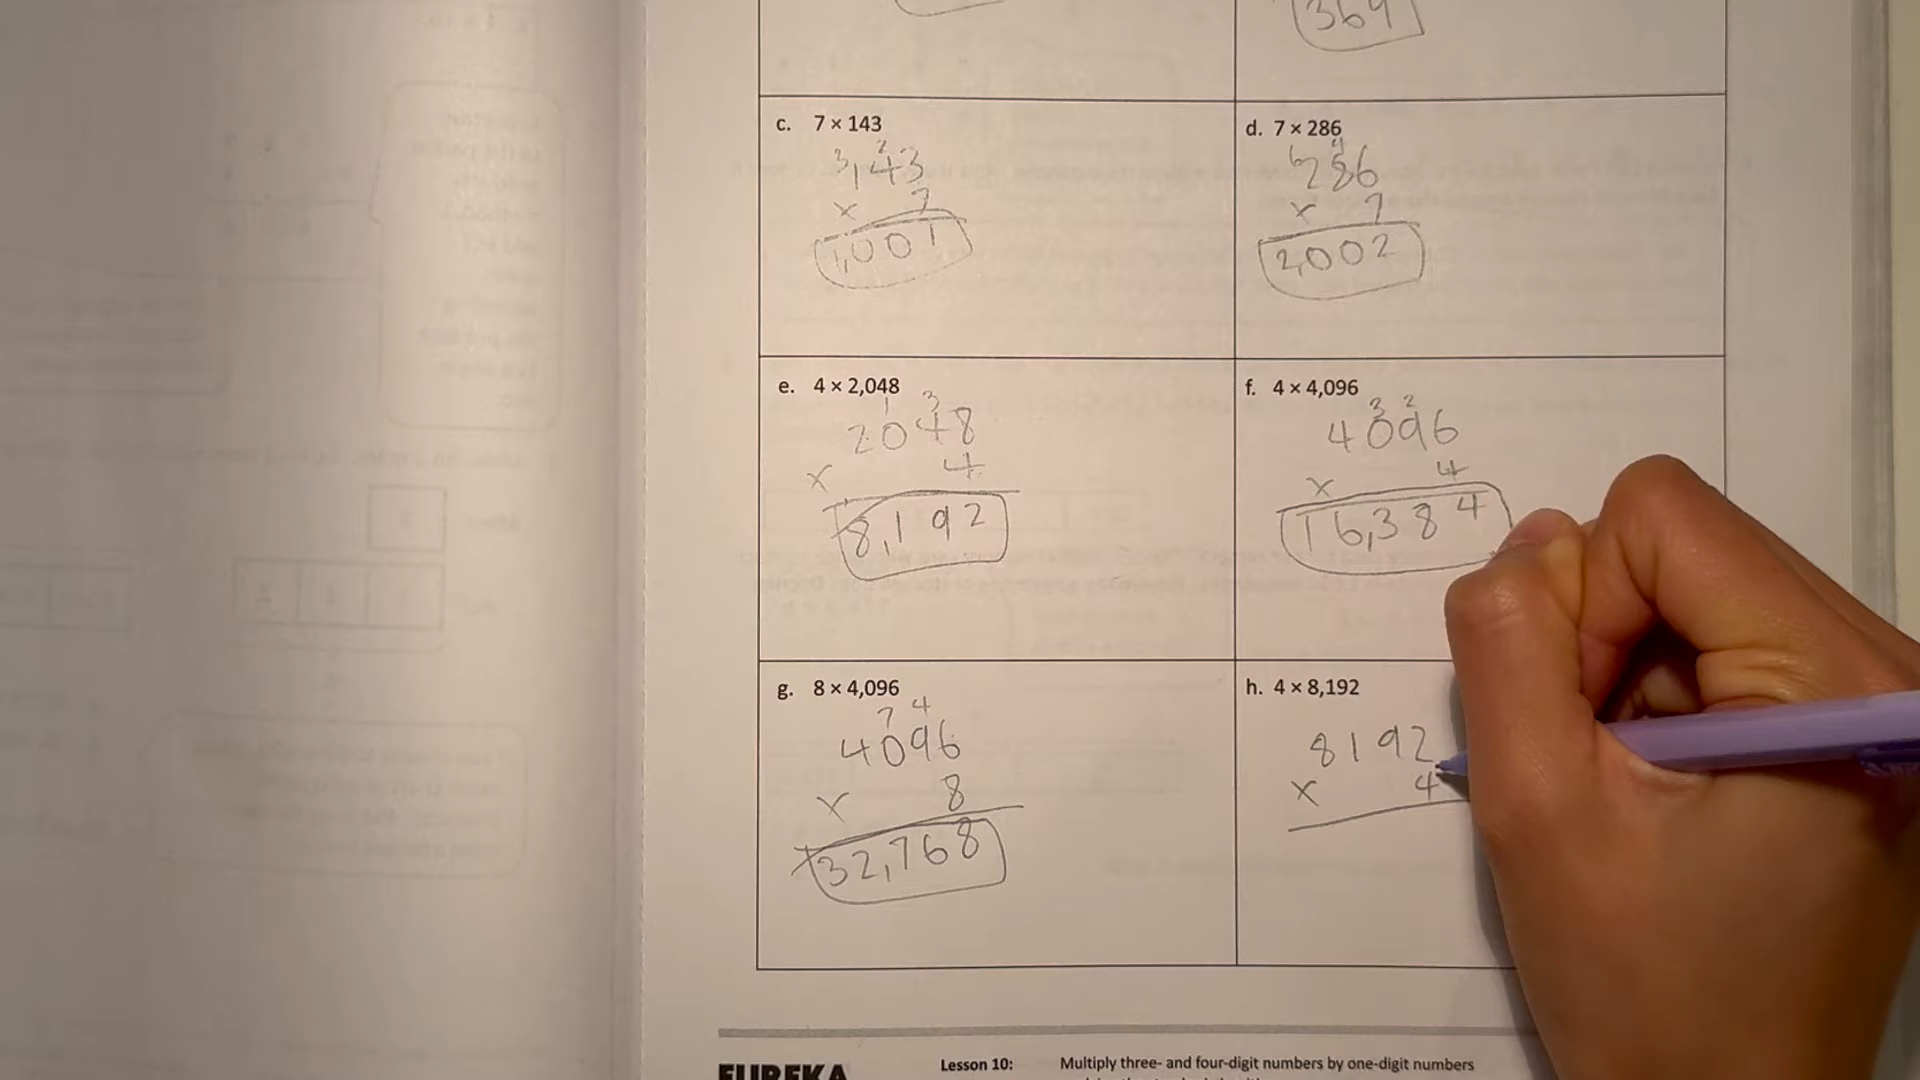 369
c. 7 × 143
3 2
143
× 7
1,001
d. 7 × 286
6 4
286
× 7
2,002
e. 4 × 2,048
1 3
2048
× 4
8,192
f. 4 × 4,096
3 2
4096
× 4
16,384
g. 8 × 4,096
7 4
4096
× 8
32,768
h. 4 × 8,192
8192
× 4
EUREKA
Lesson 10: Multiply three- and four-digit numbers by one-digit numbers